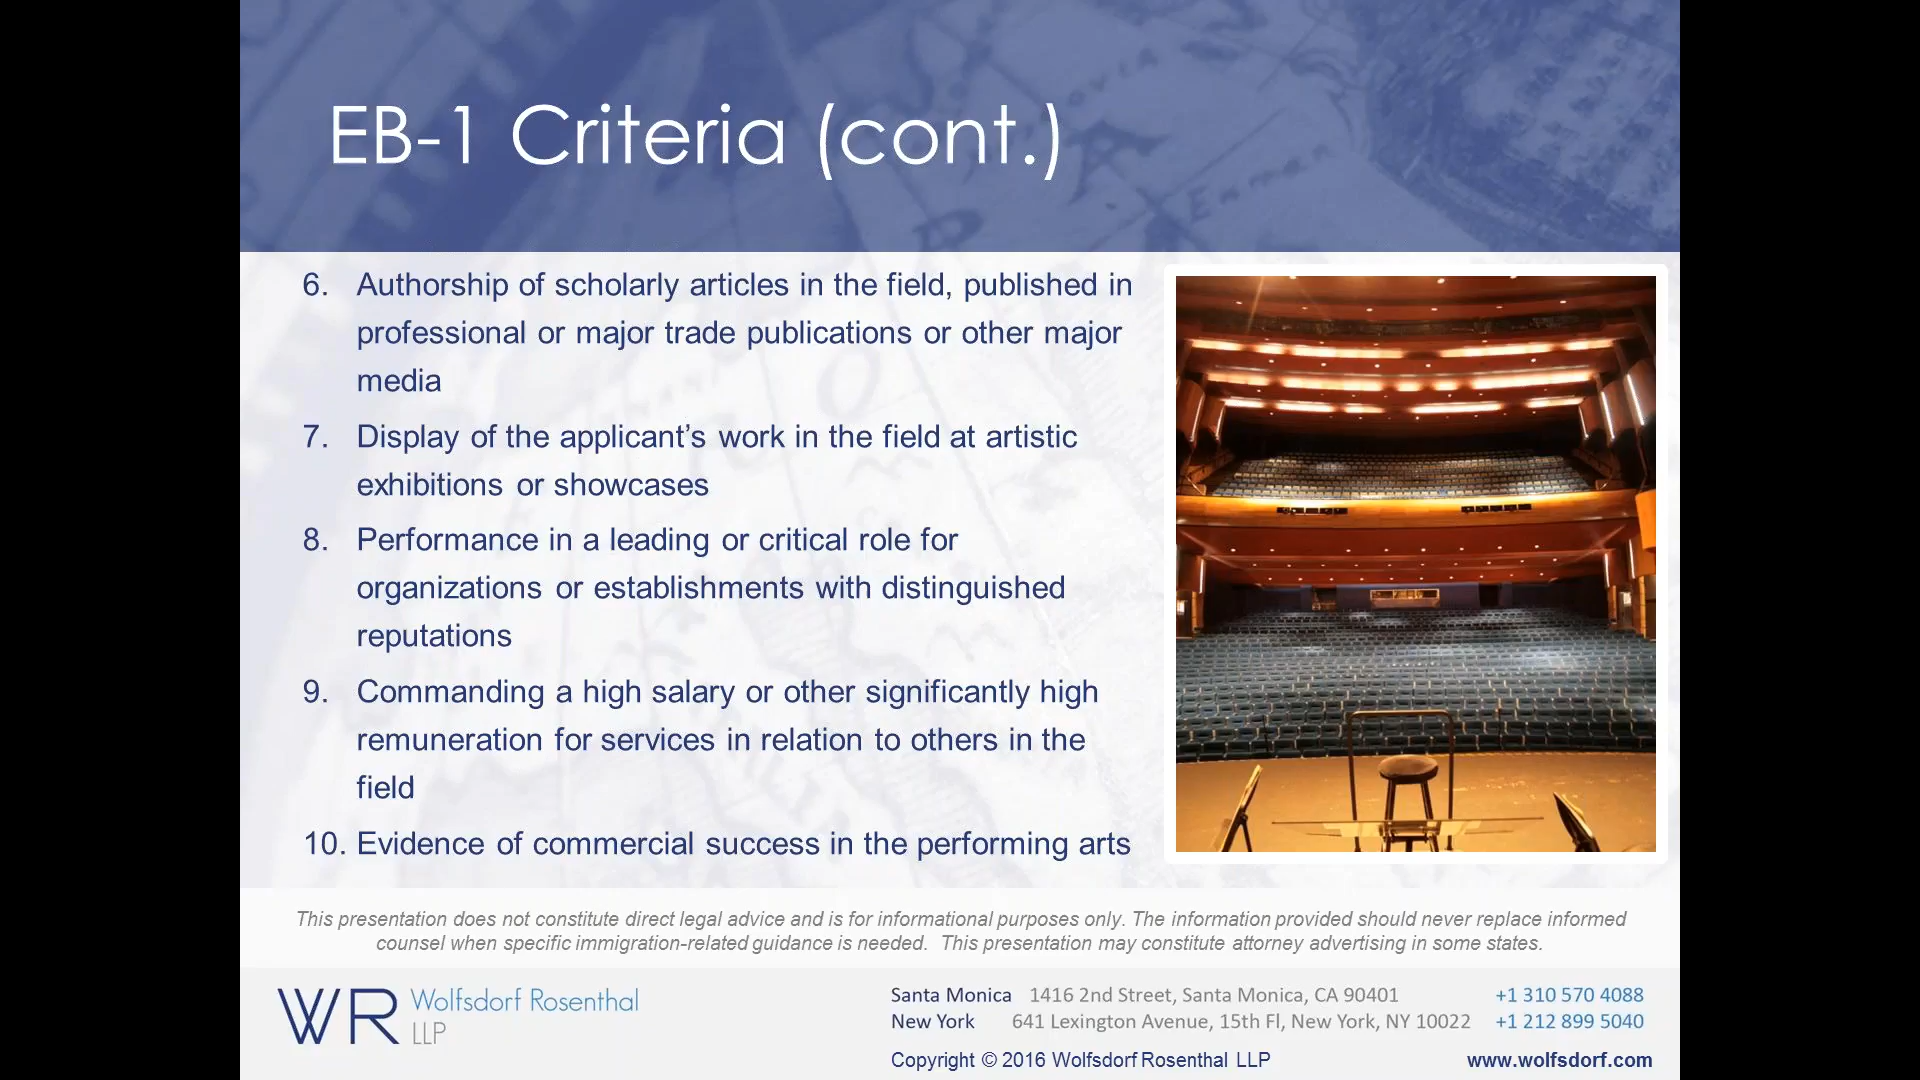 EB-1 Criteria (cont.)
6. Authorship of scholarly articles in the field, published in
professional or major trade publications or other major
media
7. Display of the applicant’s work in the field at artistic
exhibitions or showcases
8. Performance in a leading or critical role for
organizations or establishments with distinguished
reputations
9. Commanding a high salary or other significantly high
remuneration for services in relation to others in the
field
10. Evidence of commercial success in the performing arts
This presentation does not constitute direct legal advice and is for informational purposes only. The information provided should never replace informed
counsel when specific immigration-related guidance is needed. This presentation may constitute attorney advertising in some states.
WR Wolfsdorf Rosenthal
LLP
Santa Monica 1416 2nd Street, Santa Monica, CA 90401 +1 310 570 4088
New York 641 Lexington Avenue, 15th Fl, New York, NY 10022 +1 212 899 5040
Copyright © 2016 Wolfsdorf Rosenthal LLP www.wolfsdorf.com